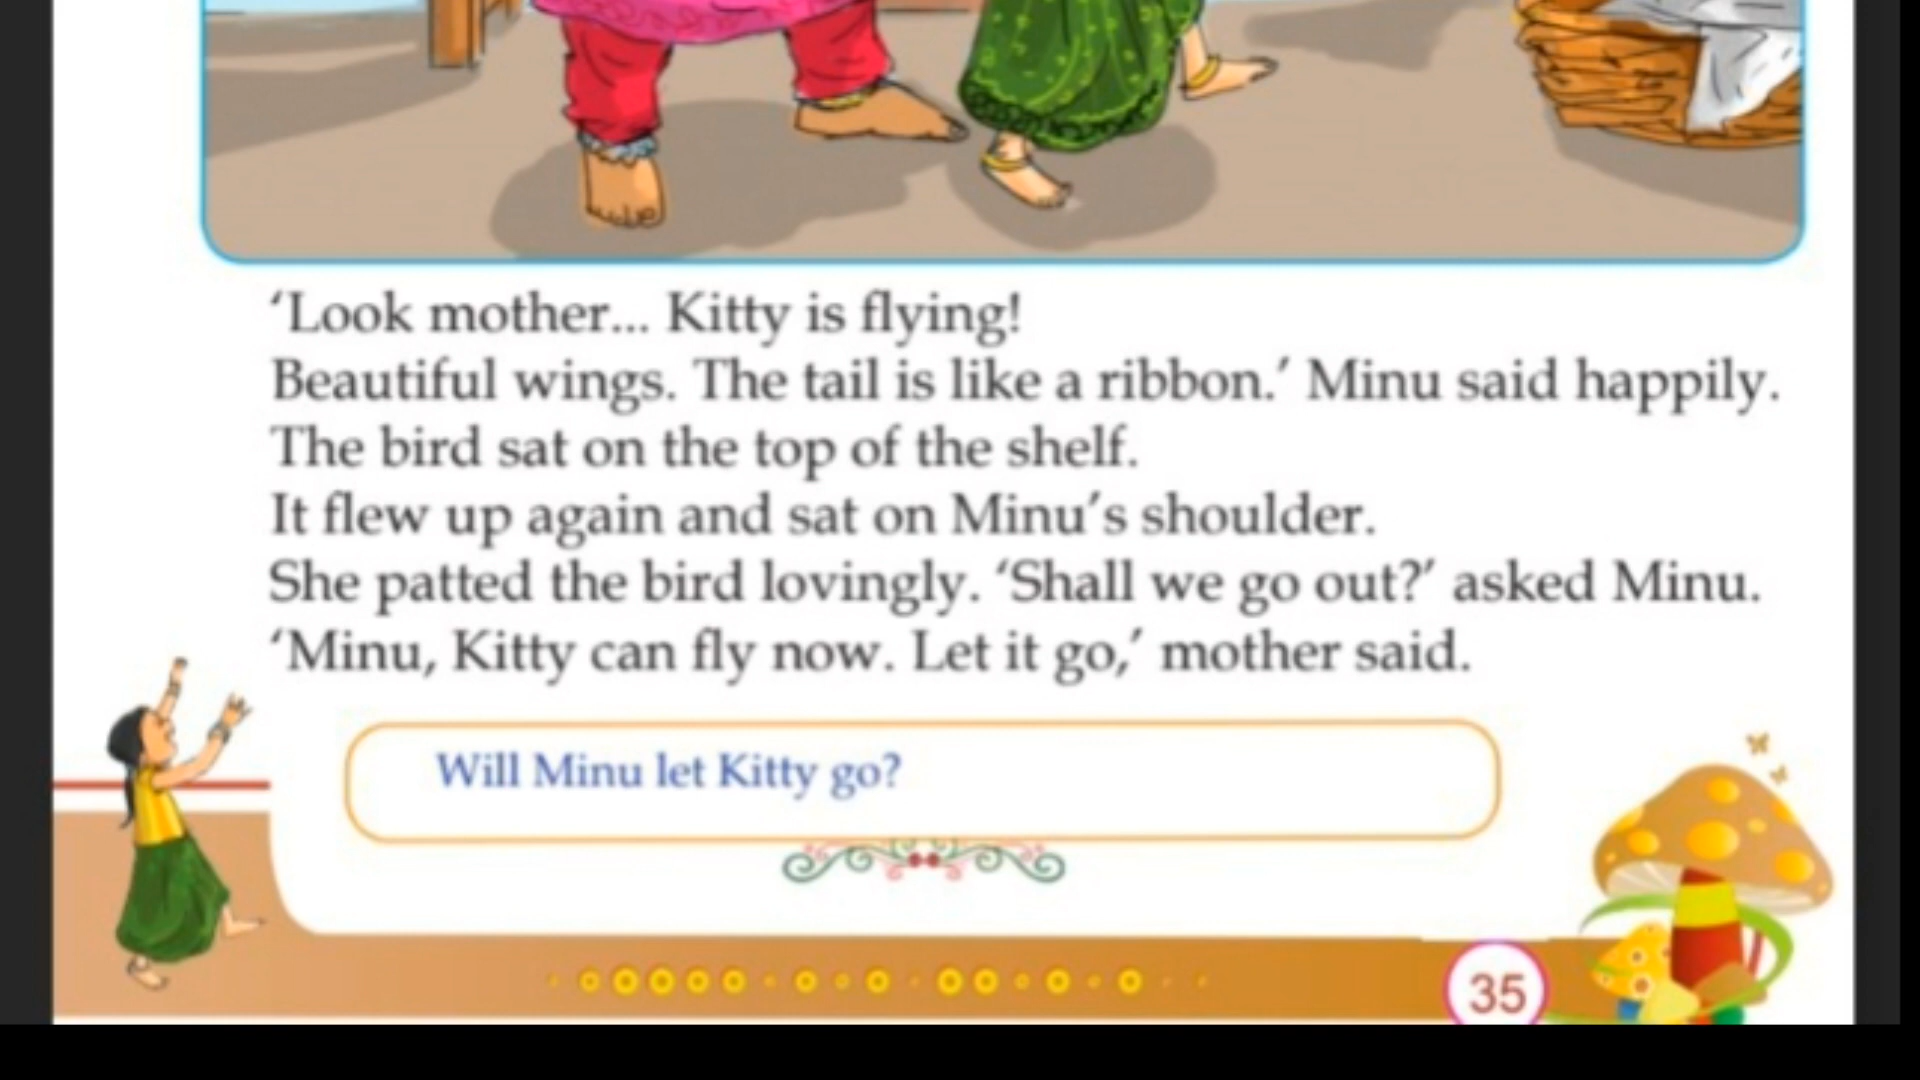 ‘Look mother... Kitty is flying!
Beautiful wings. The tail is like a ribbon.’ Minu said happily.
The bird sat on the top of the shelf.
It flew up again and sat on Minu’s shoulder.
She patted the bird lovingly. ‘Shall we go out?’ asked Minu.
‘Minu, Kitty can fly now. Let it go,’ mother said.
Will Minu let Kitty go?
35